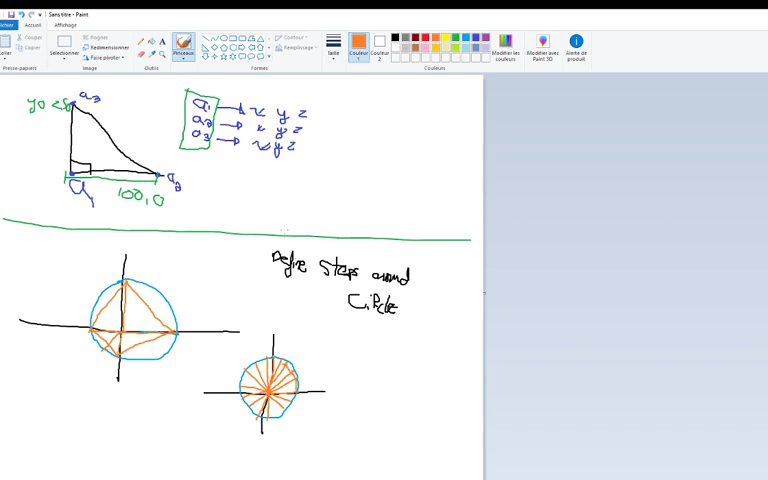 Sans titre - Paint
Fichier Accueil Affichage
Coller
Couper
Copier
Presse-papiers
Sélectionner
Rogner
Redimensionner
Faire pivoter
Image
Outils
Pinceaux
Contour
Remplissage
Formes
Taille
Couleur 1
Couleur 2
Couleurs
Modifier les couleurs
Modifier avec Paint 3D
Alerte de produit
a3
a1
a2
100,0
a1 x y z
a2 x y z
a3 x y z
Define Steps around
Circle